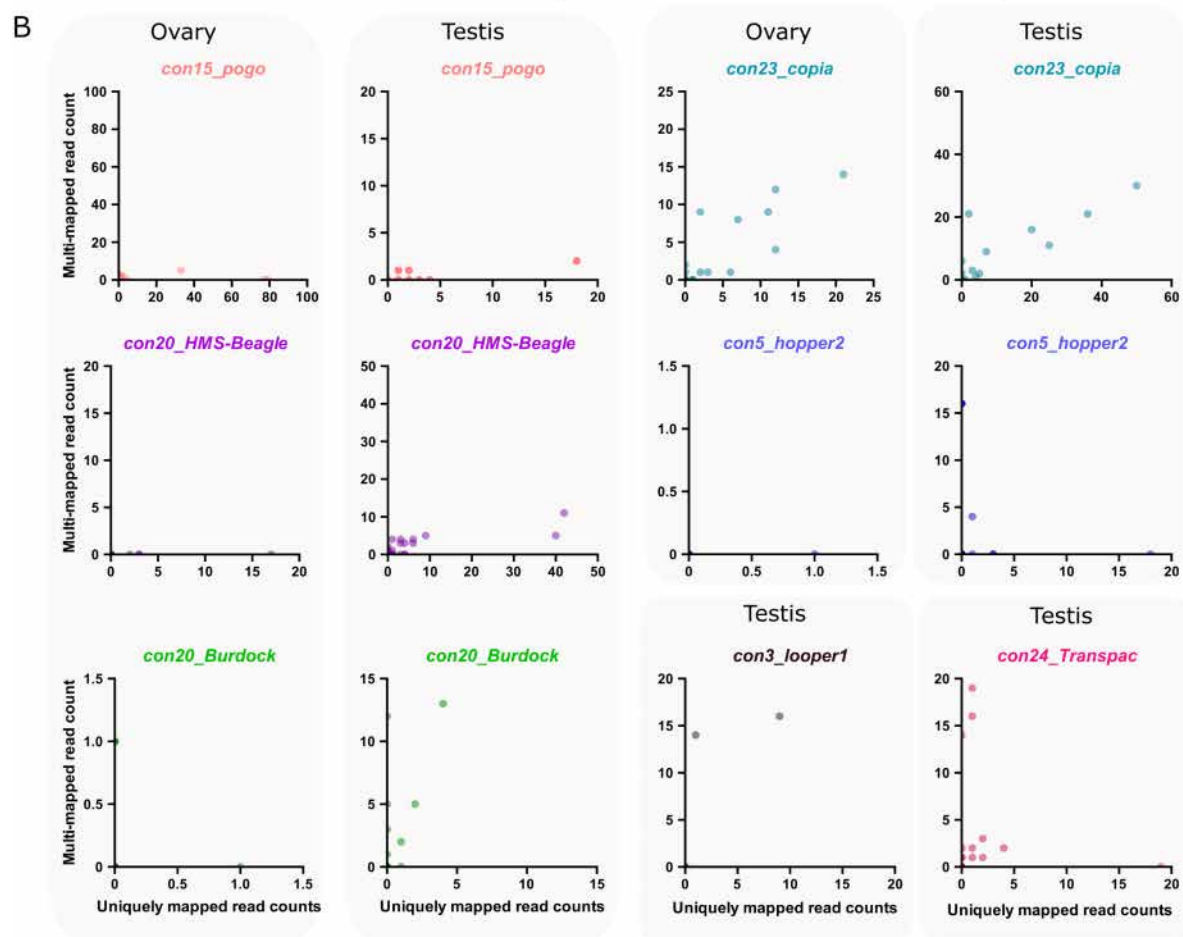 B
Ovary
Testis
Ovary
Testis
con15_pogo
con15_pogo
con23_copia
con23_copia
Multi-mapped read count
100
80
60
40
20
0
0 20 40 60 80 100
20
15
10
5
0
0 5 10 15 20
25
20
15
10
5
0
0 5 10 15 20 25
60
40
20
0
0 20 40 60
con20_HMS-Beagle
con20_HMS-Beagle
con5_hopper2
con5_hopper2
Multi-mapped read count
20
15
10
5
0
0 5 10 15 20
50
40
30
20
10
0
0 10 20 30 40 50
1.5
1.0
0.5
0
0 0.5 1.0 1.5
20
15
10
5
0
0 5 10 15 20
Testis
Testis
con20_Burdock
con20_Burdock
con3_looper1
con24_Transpac
Multi-mapped read count
1.5
1.0
0.5
0
0 0.5 1.0 1.5
Uniquely mapped read counts
15
10
5
0
0 5 10 15
Uniquely mapped read counts
20
15
10
5
0
0 5 10 15 20
Uniquely mapped read counts
20
15
10
5
0
0 5 10 15 20
Uniquely mapped read counts